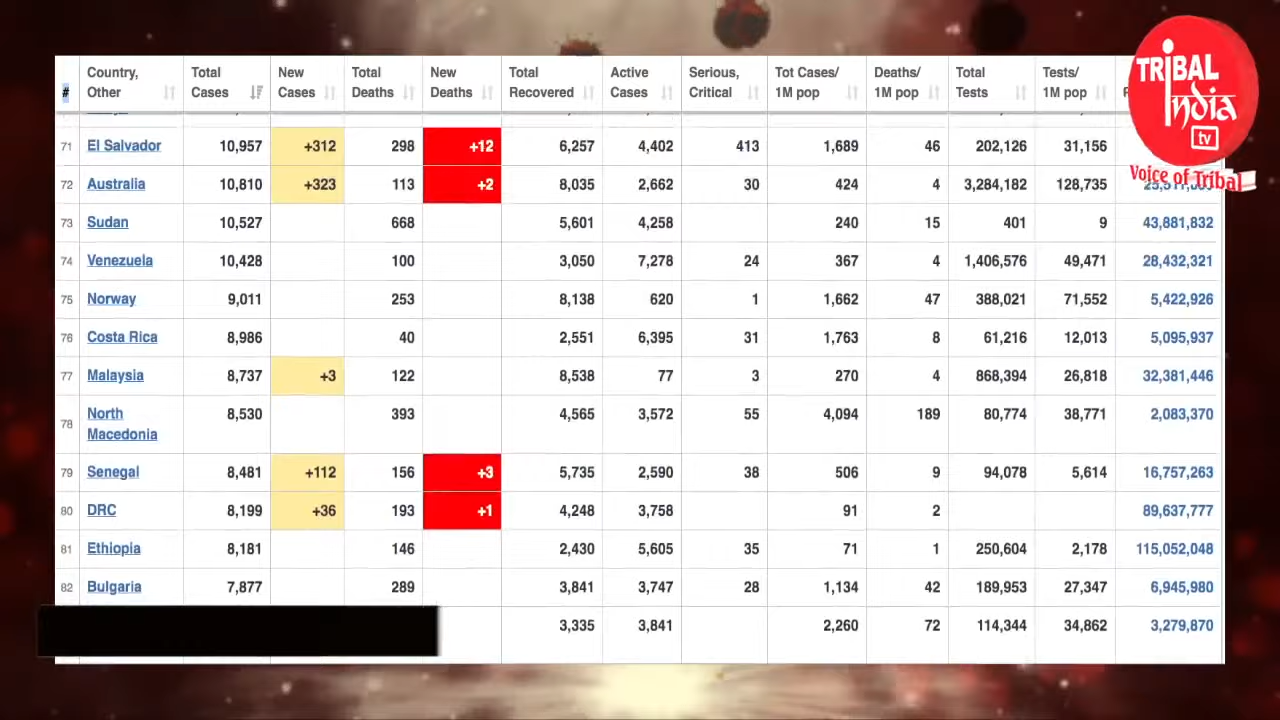 # Country, Other Total Cases New Cases Total Deaths New Deaths Total Recovered Active Cases Serious, Critical Tot Cases/ 1M pop Deaths/ 1M pop Total Tests Tests/ 1M pop
TRIBAL
India
tv
Voice of Tribal
71 El Salvador 10,957 +312 298 +12 6,257 4,402 413 1,689 46 202,126 31,156
72 Australia 10,810 +323 113 +2 8,035 2,662 30 424 4 3,284,182 128,735
73 Sudan 10,527 668 5,601 4,258 240 15 401 9 43,881,832
74 Venezuela 10,428 100 3,050 7,278 24 367 4 1,406,576 49,471 28,432,321
75 Norway 9,011 253 8,138 620 1 1,662 47 388,021 71,552 5,422,926
76 Costa Rica 8,986 40 2,551 6,395 31 1,763 8 61,216 12,013 5,095,937
77 Malaysia 8,737 +3 122 8,538 77 3 270 4 868,394 26,818 32,381,446
78 North Macedonia 8,530 393 4,565 3,572 55 4,094 189 80,774 38,771 2,083,370
79 Senegal 8,481 +112 156 +3 5,735 2,590 38 506 9 94,078 5,614 16,757,263
80 DRC 8,199 +36 193 +1 4,248 3,758 91 2 89,637,777
81 Ethiopia 8,181 146 2,430 5,605 35 71 1 250,604 2,178 115,052,048
82 Bulgaria 7,877 289 3,841 3,747 28 1,134 42 189,953 27,347 6,945,980
3,335 3,841 2,260 72 114,344 34,862 3,279,870